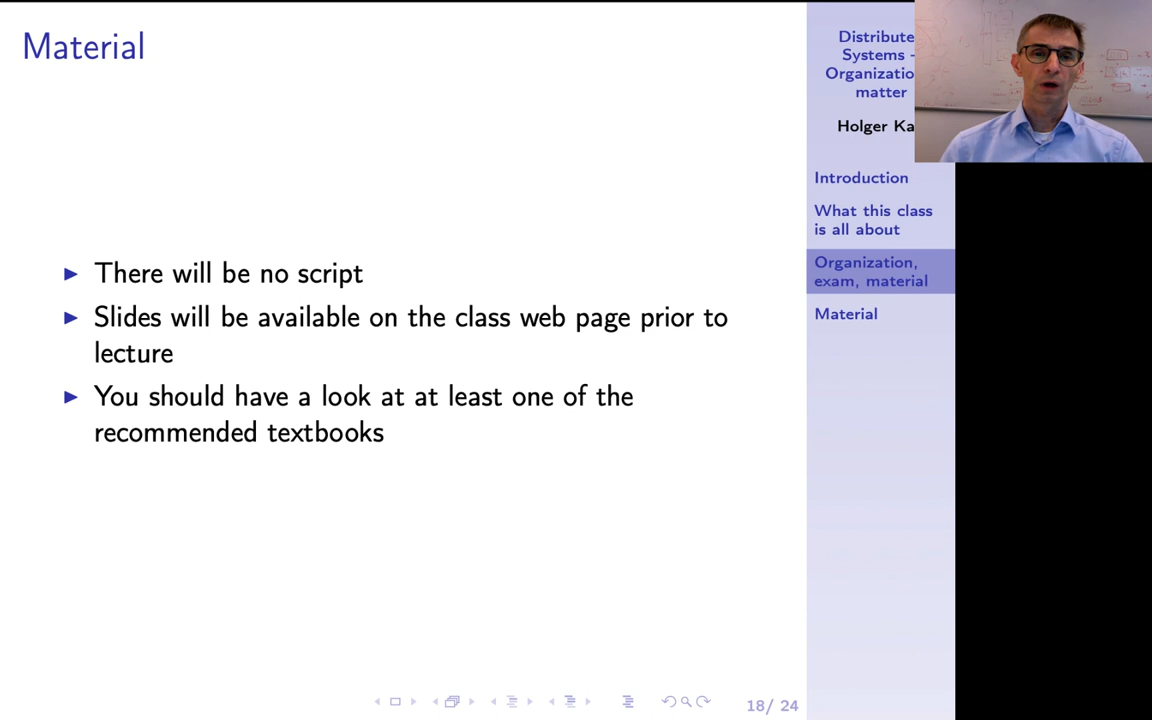 Material
There will be no script
Slides will be available on the class web page prior to
lecture
You should have a look at at least one of the
recommended textbooks
18/ 24
Distribute
Systems -
Organizatio
matter
Holger Ka
Introduction
What this class
is all about
Organization,
exam, material
Material